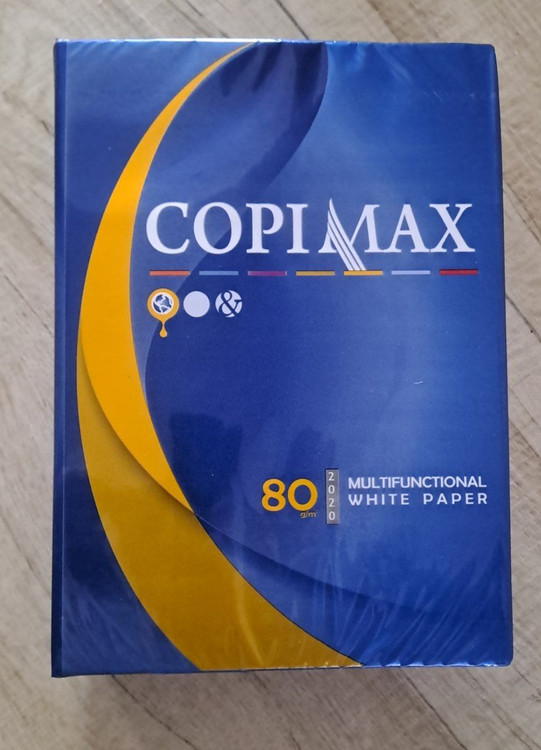 COPIMAX
&
80
g/m²
2020
MULTIFUNCTIONAL
WHITE PAPER